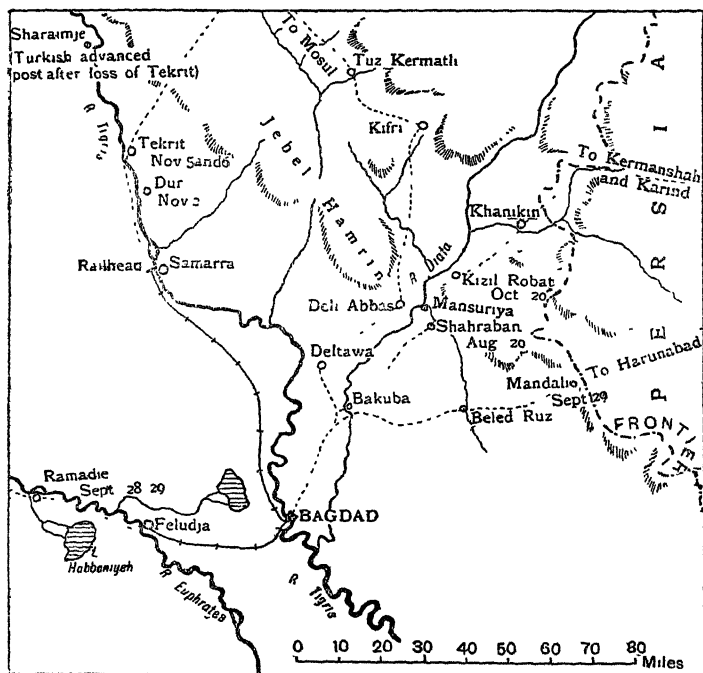 Sharaimje
(Turkish advanced
post after loss of Tekrit)
To Mosul
Tuz Kermatli
R Tigris
Kifri
Jebel Hamrin
Tekrit
Nov 5 and 6
Dur
Nov 2
To Kermanshah
and Karind
Khanikin
PERSIA
R Diala
Railhead
Samarra
Kizil Robat
Oct 20
Deli Abbas
Mansuriya
Shahraban
Aug 20
Deltawa
To Harunabad
Mandali
Sept 29
Bakuba
Beled Ruz
FRONTIER
Ramadie
Sept 28 29
Feludja
BAGDAD
L
Habbaniyeh
R Euphrates
R Tigris
0 10 20 30 40 50 60 70 80
Miles